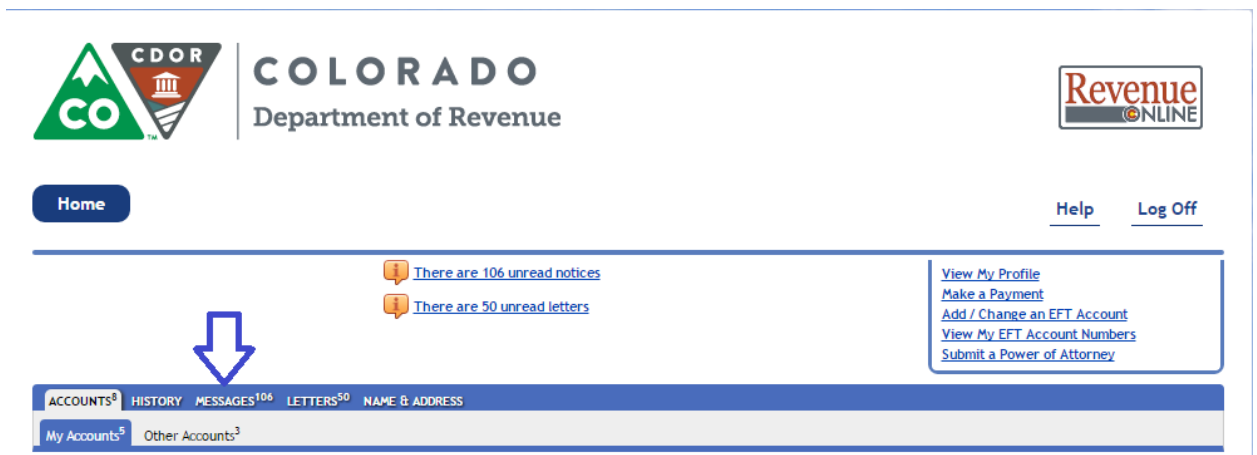 CDOR
CO
TM
COLORADO
Department of Revenue
Revenue
ONLINE
Home
Help
Log Off
There are 106 unread notices
There are 50 unread letters
View My Profile
Make a Payment
Add / Change an EFT Account
View My EFT Account Numbers
Submit a Power of Attorney
ACCOUNTS8 HISTORY MESSAGES106 LETTERS50 NAME & ADDRESS
My Accounts5 Other Accounts3